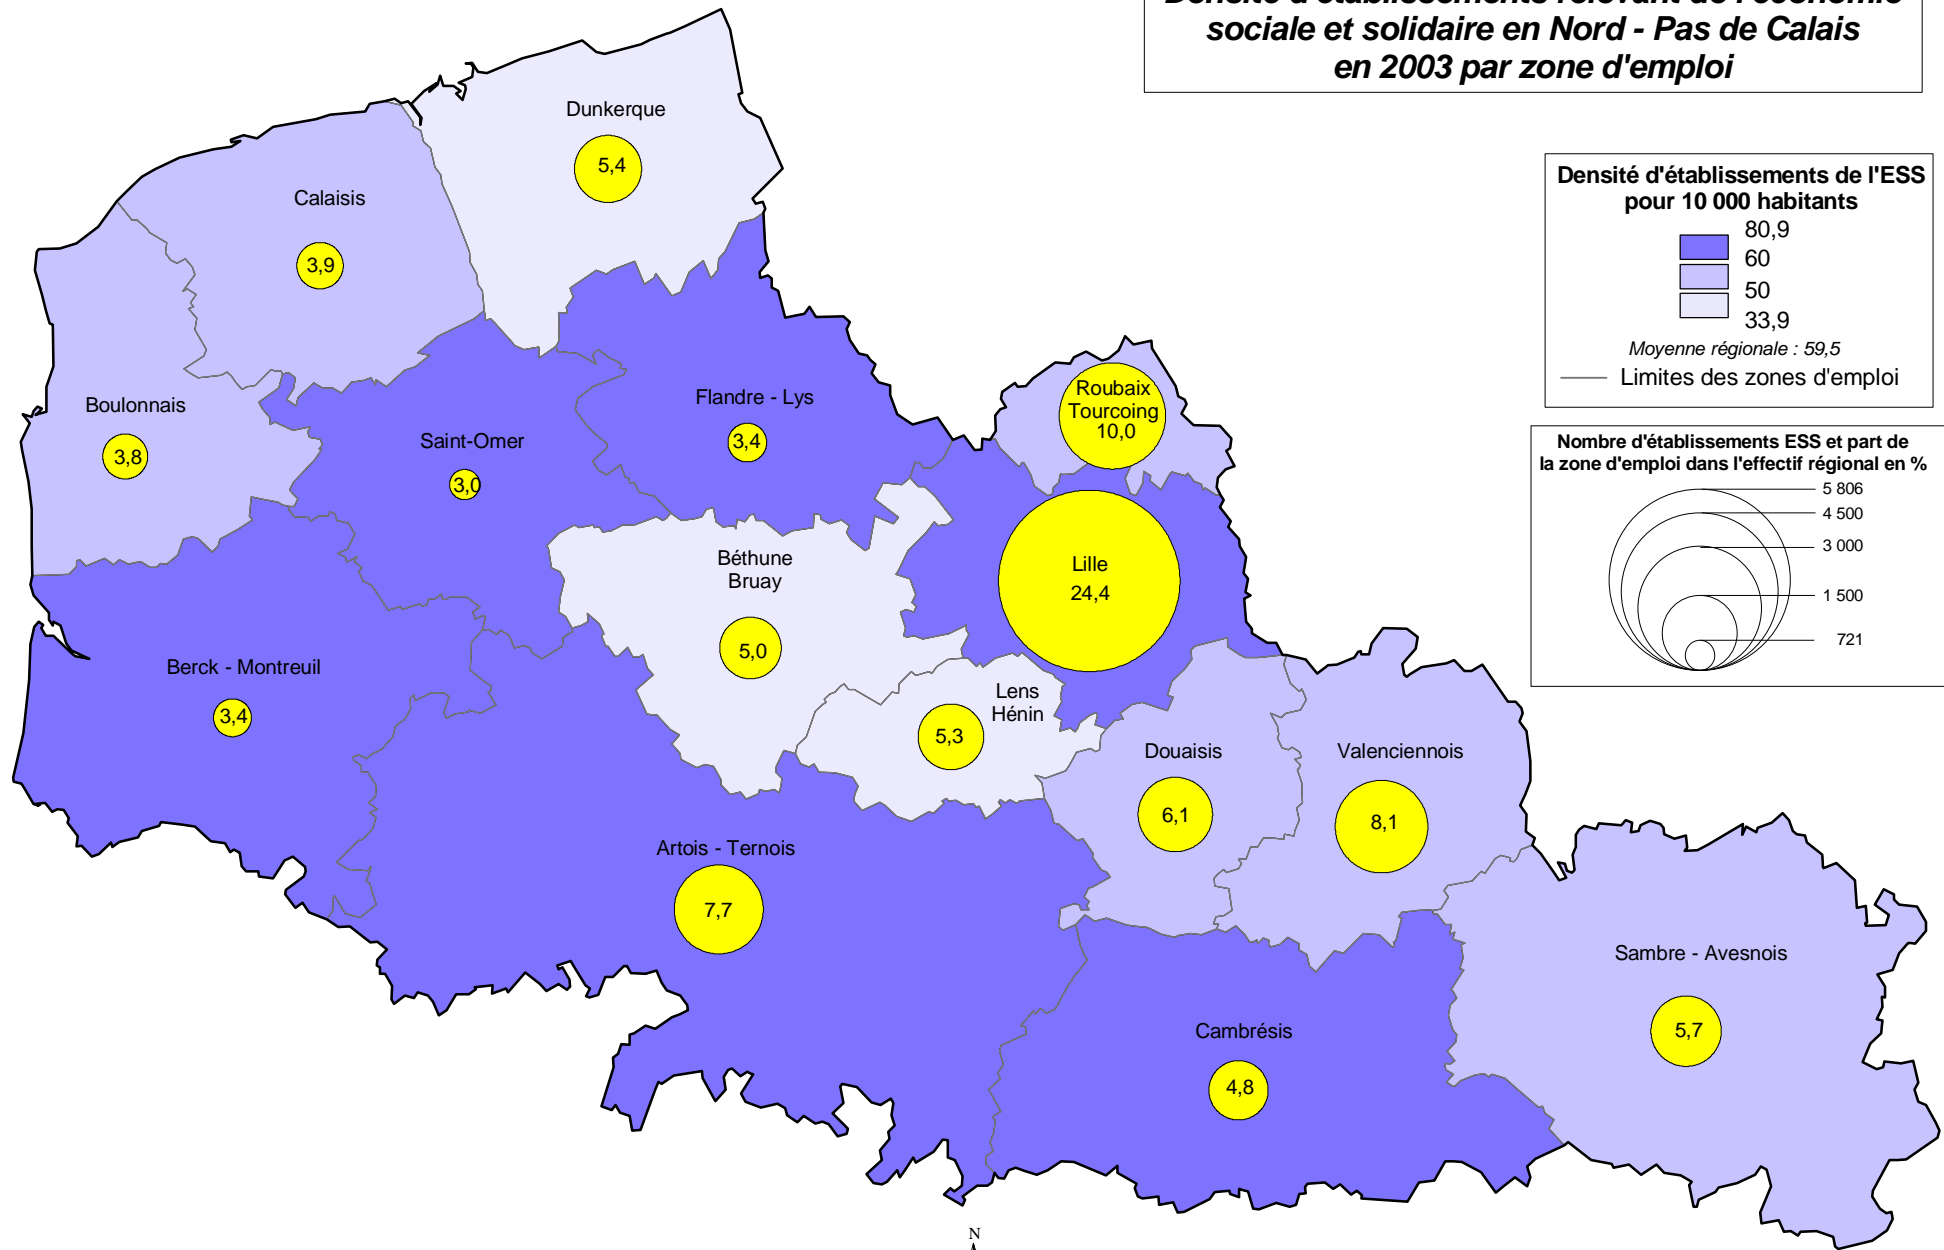 Densité d'établissements relevant de l'économie
sociale et solidaire en Nord - Pas de Calais
en 2003 par zone d'emploi
Densité d'établissements de l'ESS
pour 10 000 habitants
80,9
60
50
33,9
Moyenne régionale : 59,5
Limites des zones d'emploi
Nombre d'établissements ESS et part de
la zone d'emploi dans l'effectif régional en %
5 806
4 500
3 000
1 500
721
Dunkerque
5,4
Calaisis
3,9
Boulonnais
3,8
Saint-Omer
3,0
Flandre - Lys
3,4
Roubaix
Tourcoing
10,0
Lille
24,4
Béthune
Bruay
5,0
Berck - Montreuil
3,4
Lens
Hénin
5,3
Douaisis
6,1
Valenciennois
8,1
Artois - Ternois
7,7
Sambre - Avesnois
5,7
Cambrésis
4,8
N